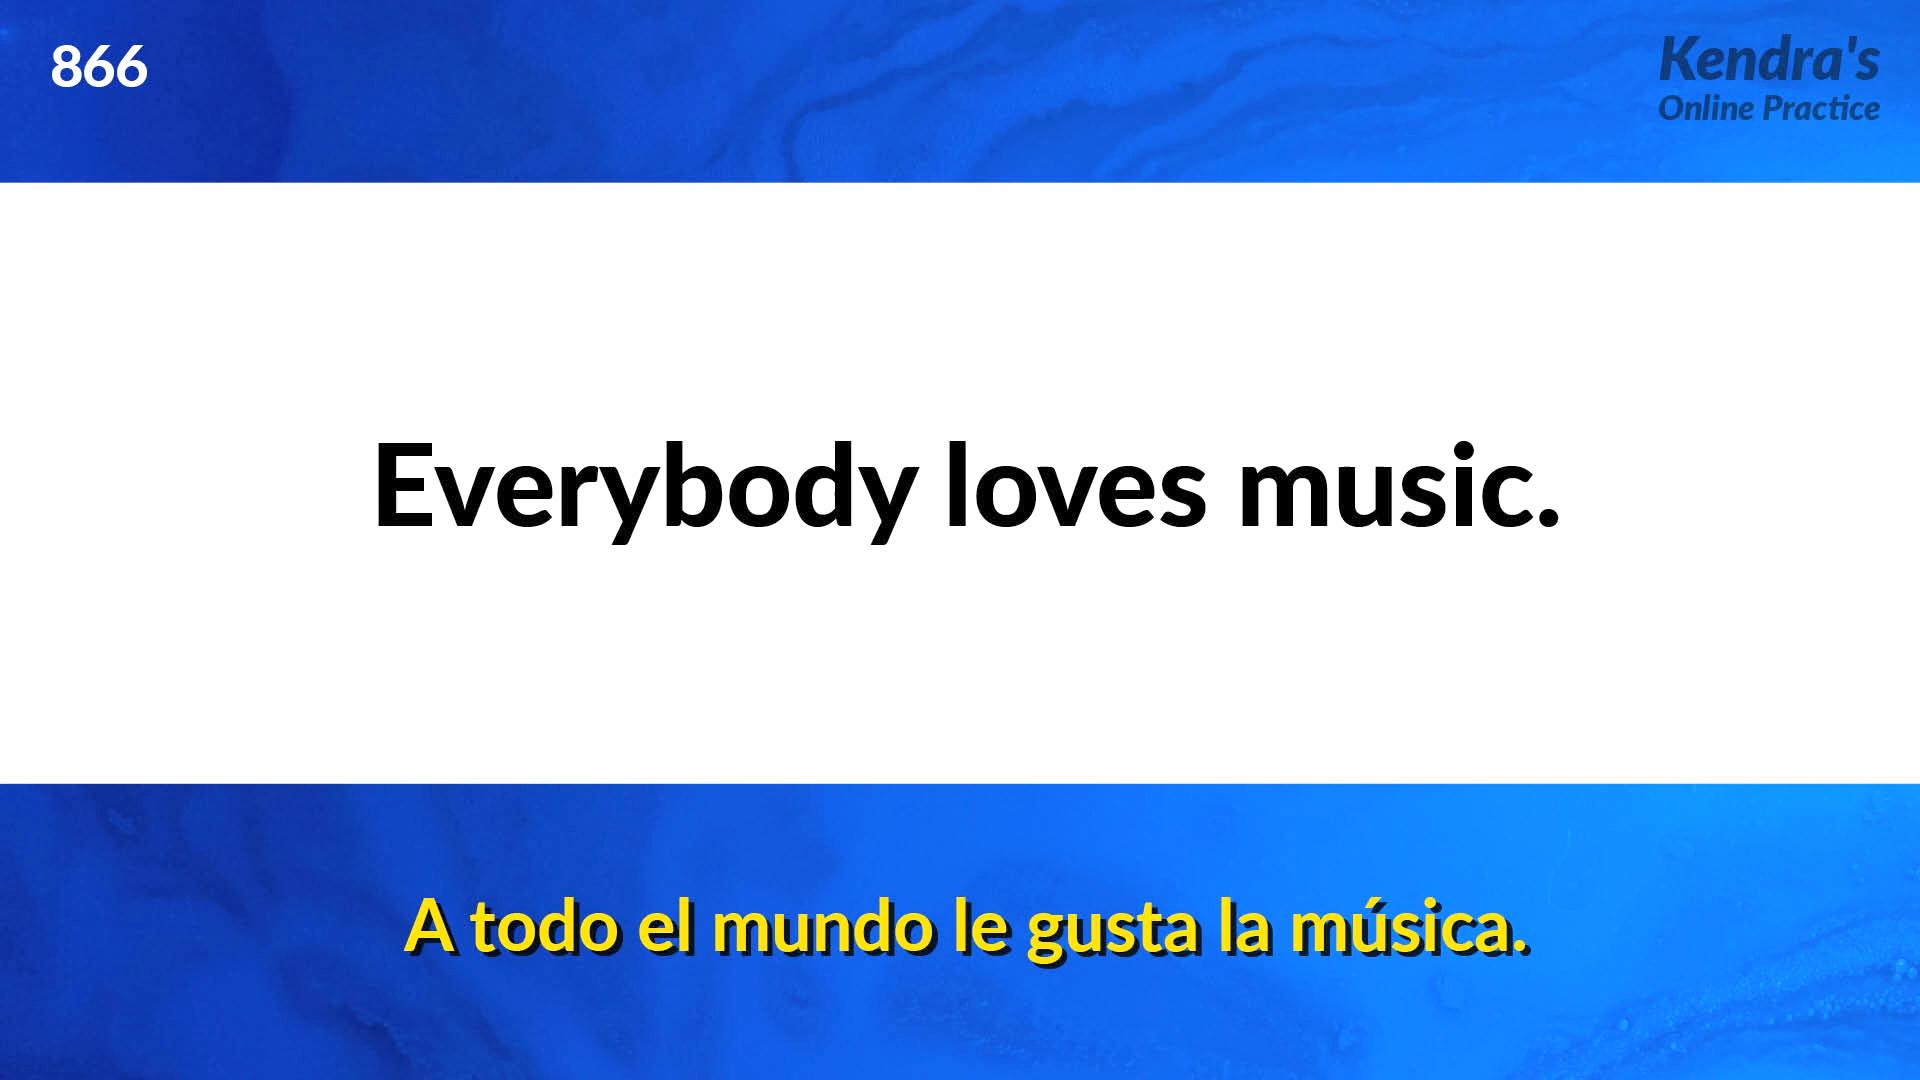 866
Kendra's
Online Practice
Everybody loves music.
A todo el mundo le gusta la música.